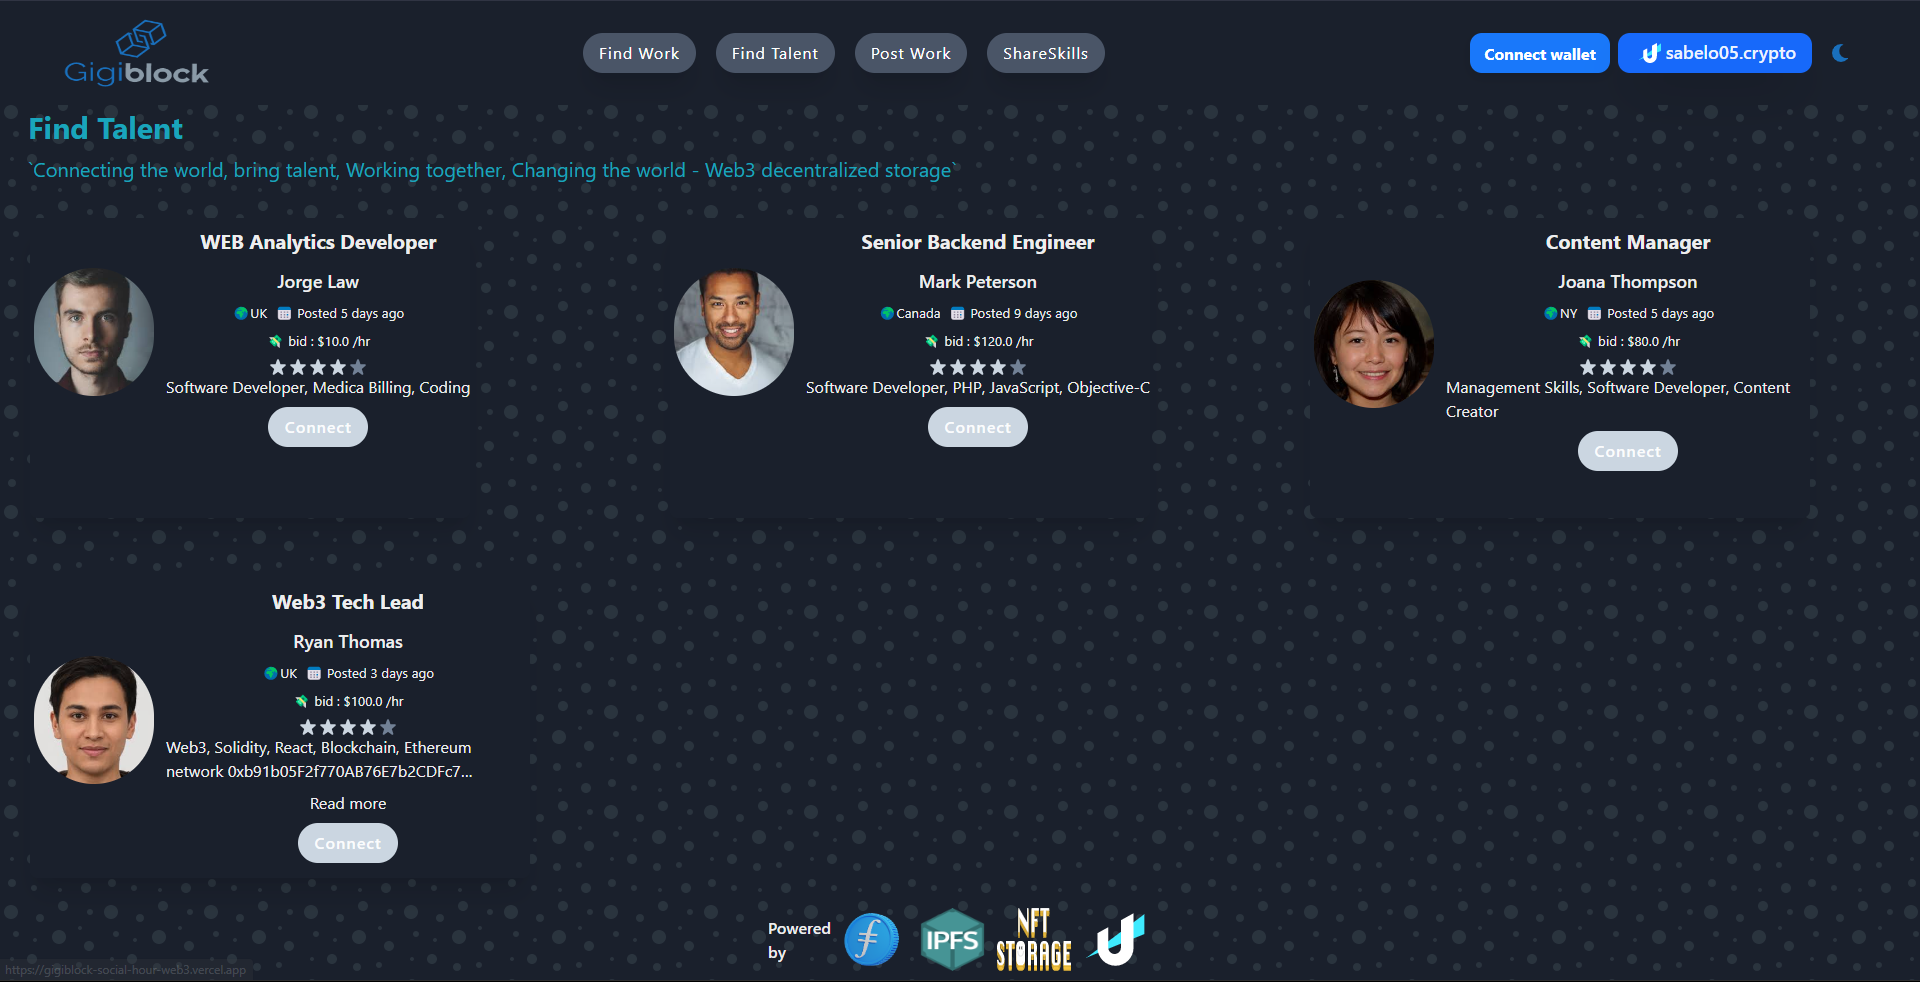 Gigiblock
Find Work
Find Talent
Post Work
ShareSkills
Connect wallet
sabelo05.crypto
Find Talent
`Connecting the world, bring talent, Working together, Changing the world - Web3 decentralized storage`
WEB Analytics Developer
Jorge Law
UK Posted 5 days ago
bid : $10.0 /hr
Software Developer, Medica Billing, Coding
Connect
Senior Backend Engineer
Mark Peterson
Canada Posted 9 days ago
bid : $120.0 /hr
Software Developer, PHP, JavaScript, Objective-C
Connect
Content Manager
Joana Thompson
NY Posted 5 days ago
bid : $80.0 /hr
Management Skills, Software Developer, Content
Creator
Connect
Web3 Tech Lead
Ryan Thomas
UK Posted 3 days ago
bid : $100.0 /hr
Web3, Solidity, React, Blockchain, Ethereum
network 0xb91b05F2f770AB76E7b2CDFc7...
Read more
Connect
Powered
by
IPFS
NFT
STORAGE
https://gigiblock-social-hour-web3.vercel.app